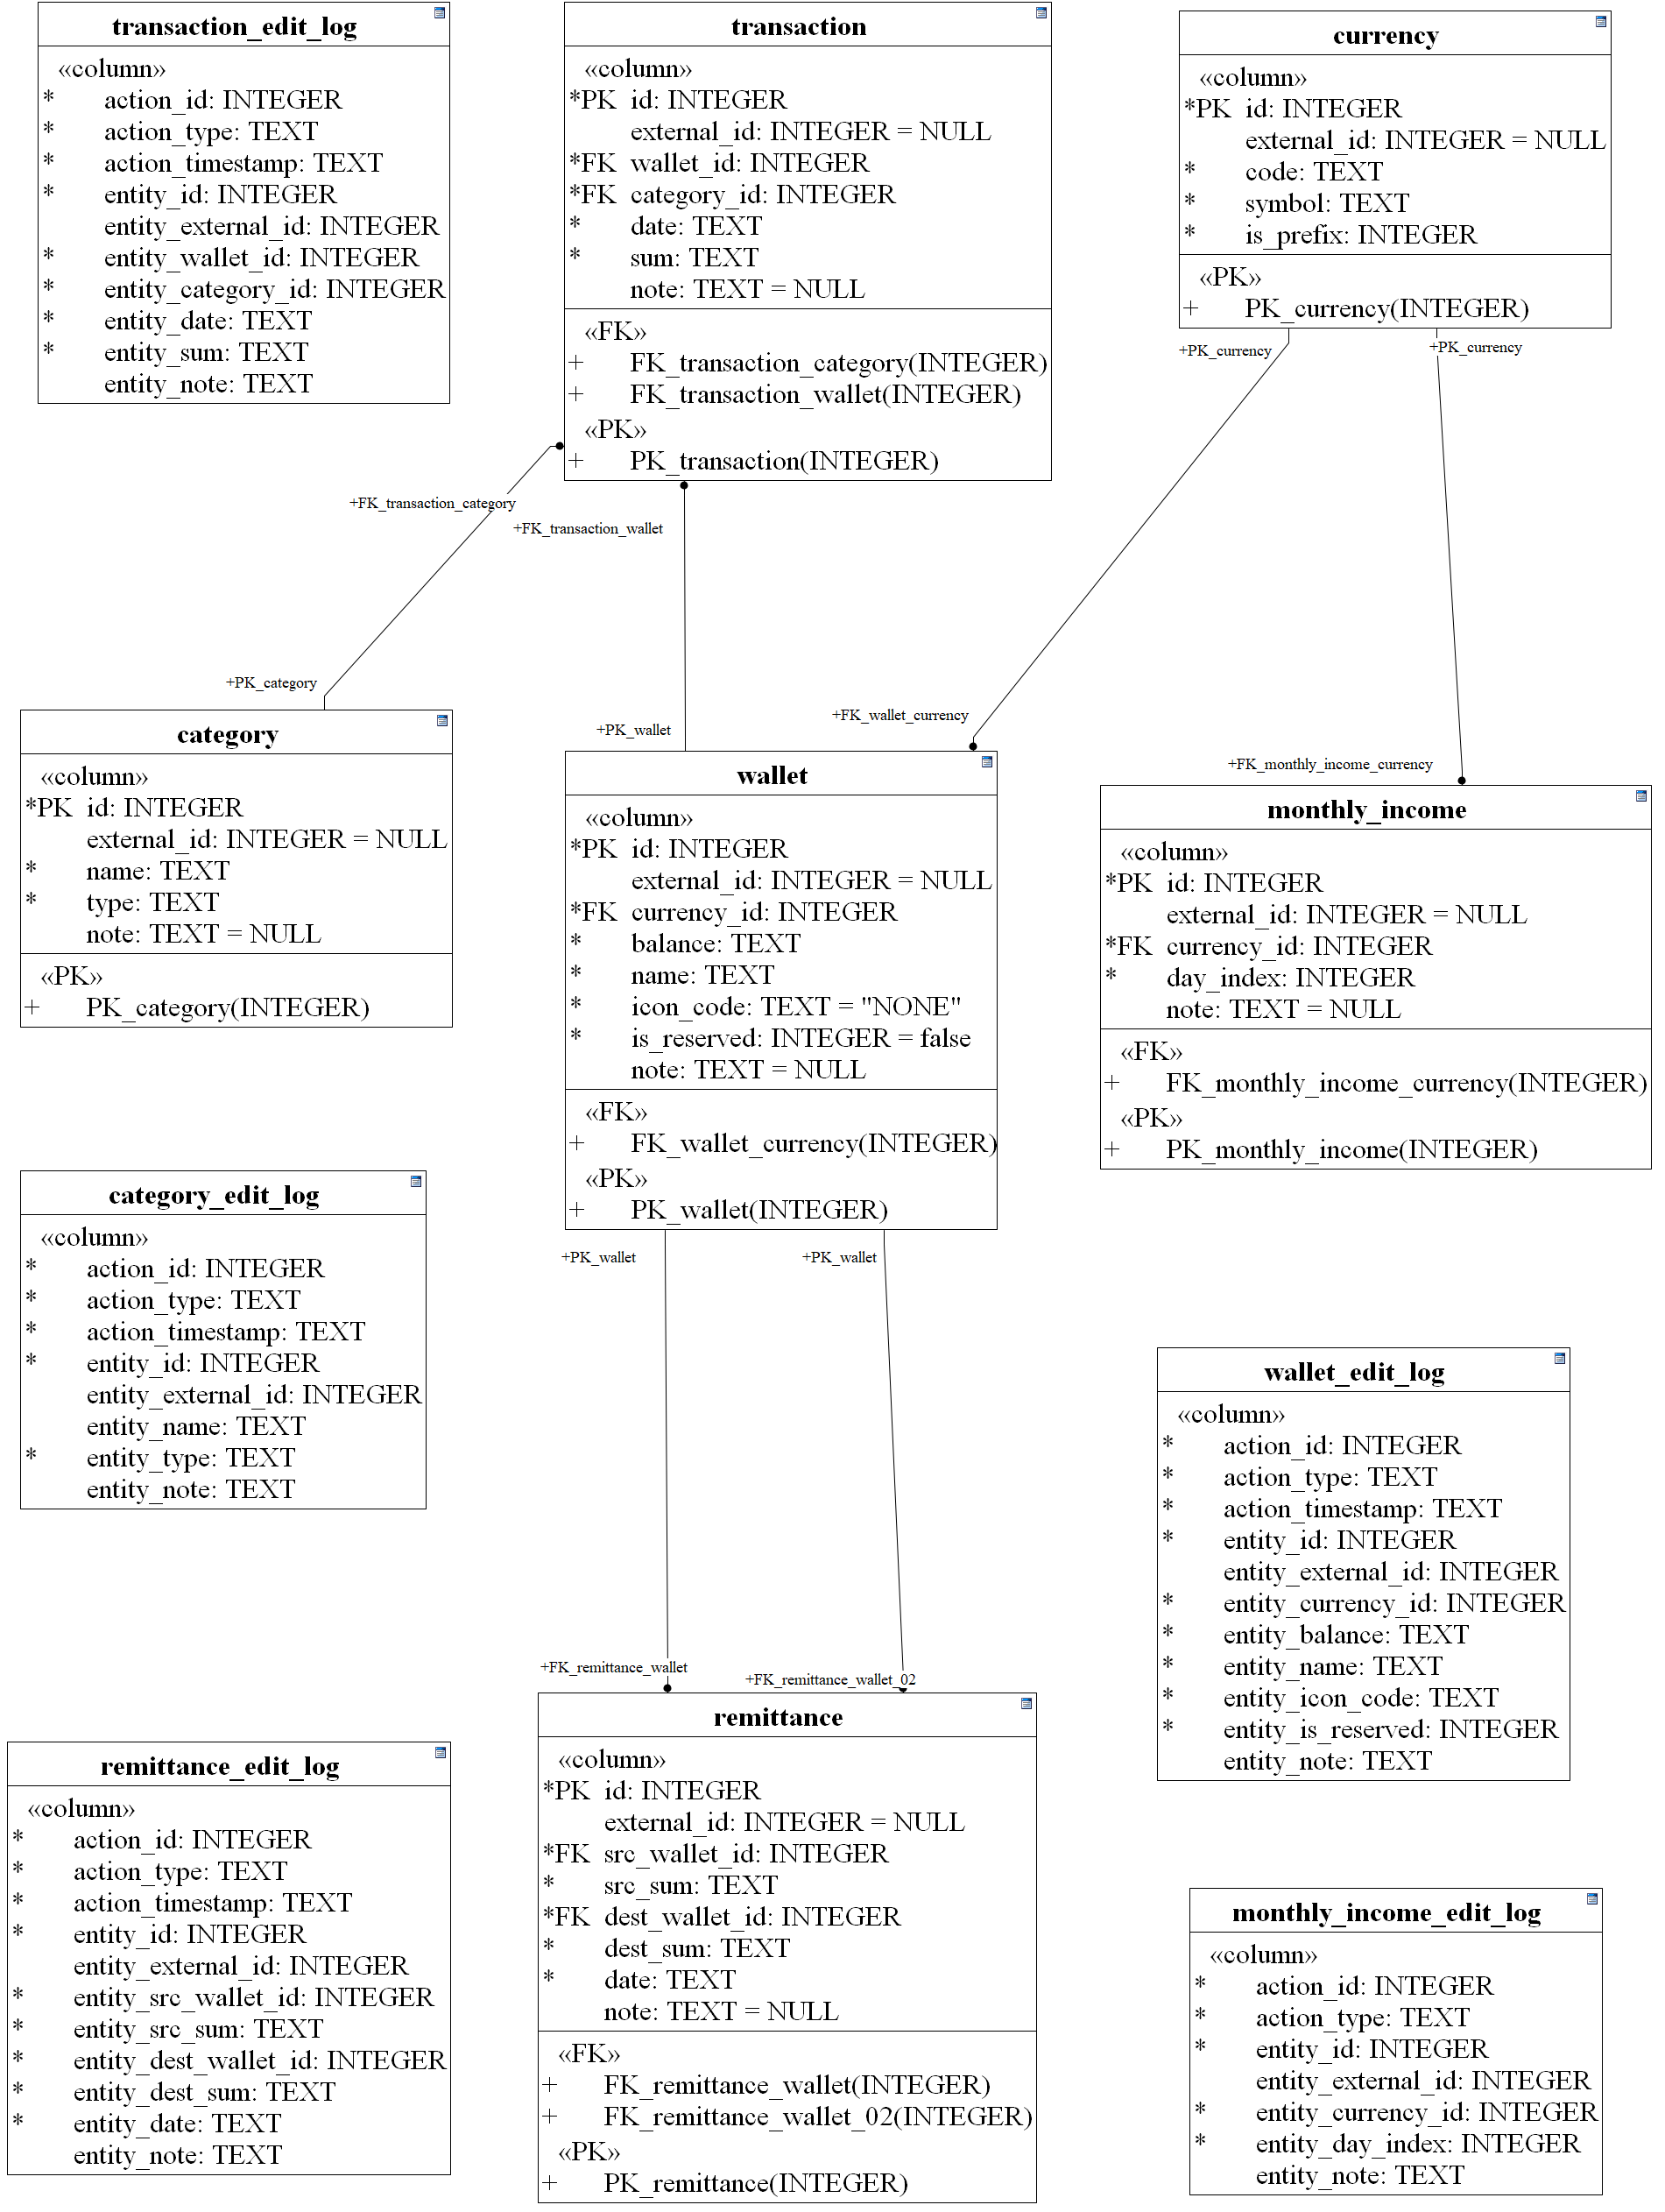 transaction_edit_log
«column»
* action_id: INTEGER
* action_type: TEXT
* action_timestamp: TEXT
* entity_id: INTEGER
entity_external_id: INTEGER
* entity_wallet_id: INTEGER
* entity_category_id: INTEGER
* entity_date: TEXT
* entity_sum: TEXT
entity_note: TEXT
transaction
«column»
*PK id: INTEGER
external_id: INTEGER = NULL
*FK wallet_id: INTEGER
*FK category_id: INTEGER
* date: TEXT
* sum: TEXT
note: TEXT = NULL
«FK»
+ FK_transaction_category(INTEGER)
+ FK_transaction_wallet(INTEGER)
«PK»
+ PK_transaction(INTEGER)
currency
«column»
*PK id: INTEGER
external_id: INTEGER = NULL
* code: TEXT
* symbol: TEXT
* is_prefix: INTEGER
«PK»
+ PK_currency(INTEGER)
+PK_currency
+PK_currency
+FK_transaction_category
+FK_transaction_wallet
+PK_category
+PK_wallet
+FK_wallet_currency
+FK_monthly_income_currency
category
«column»
*PK id: INTEGER
external_id: INTEGER = NULL
* name: TEXT
* type: TEXT
note: TEXT = NULL
«PK»
+ PK_category(INTEGER)
wallet
«column»
*PK id: INTEGER
external_id: INTEGER = NULL
*FK currency_id: INTEGER
* balance: TEXT
* name: TEXT
* icon_code: TEXT = "NONE"
* is_reserved: INTEGER = false
note: TEXT = NULL
«FK»
+ FK_wallet_currency(INTEGER)
«PK»
+ PK_wallet(INTEGER)
monthly_income
«column»
*PK id: INTEGER
external_id: INTEGER = NULL
*FK currency_id: INTEGER
* day_index: INTEGER
note: TEXT = NULL
«FK»
+ FK_monthly_income_currency(INTEGER)
«PK»
+ PK_monthly_income(INTEGER)
category_edit_log
«column»
* action_id: INTEGER
* action_type: TEXT
* action_timestamp: TEXT
* entity_id: INTEGER
entity_external_id: INTEGER
entity_name: TEXT
* entity_type: TEXT
entity_note: TEXT
+PK_wallet
+PK_wallet
wallet_edit_log
«column»
* action_id: INTEGER
* action_type: TEXT
* action_timestamp: TEXT
* entity_id: INTEGER
entity_external_id: INTEGER
* entity_currency_id: INTEGER
* entity_balance: TEXT
* entity_name: TEXT
* entity_icon_code: TEXT
* entity_is_reserved: INTEGER
entity_note: TEXT
+FK_remittance_wallet
+FK_remittance_wallet_02
remittance_edit_log
«column»
* action_id: INTEGER
* action_type: TEXT
* action_timestamp: TEXT
* entity_id: INTEGER
entity_external_id: INTEGER
* entity_src_wallet_id: INTEGER
* entity_src_sum: TEXT
* entity_dest_wallet_id: INTEGER
* entity_dest_sum: TEXT
* entity_date: TEXT
entity_note: TEXT
remittance
«column»
*PK id: INTEGER
external_id: INTEGER = NULL
*FK src_wallet_id: INTEGER
* src_sum: TEXT
*FK dest_wallet_id: INTEGER
* dest_sum: TEXT
* date: TEXT
note: TEXT = NULL
«FK»
+ FK_remittance_wallet(INTEGER)
+ FK_remittance_wallet_02(INTEGER)
«PK»
+ PK_remittance(INTEGER)
monthly_income_edit_log
«column»
* action_id: INTEGER
* action_type: TEXT
* entity_id: INTEGER
entity_external_id: INTEGER
* entity_currency_id: INTEGER
* entity_day_index: INTEGER
entity_note: TEXT